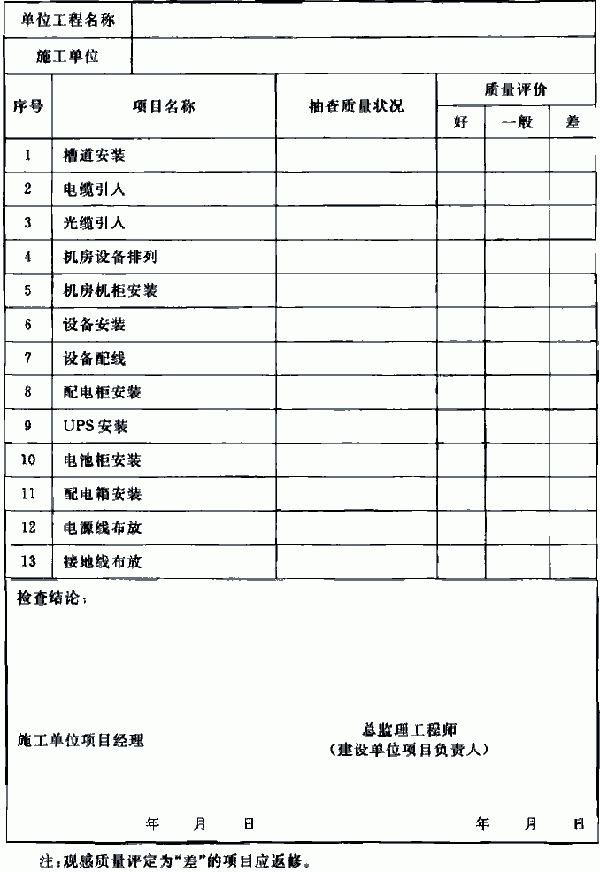 单位工程名称
施工单位
序号 项目名称 抽查质量状况 质量评价
好 一般 差
1 槽道安装
2 电缆引入
3 光缆引入
4 机房设备排列
5 机房机柜安装
6 设备安装
7 设备配线
8 配电柜安装
9 UPS安装
10 电池柜安装
11 配电箱安装
12 电源线布放
13 接地线布放
检查结论:
施工单位项目经理 总监理工程师
(建设单位项目负责人)
年 月 日 年 月 日
注:观感质量评定为“差”的项目应返修。